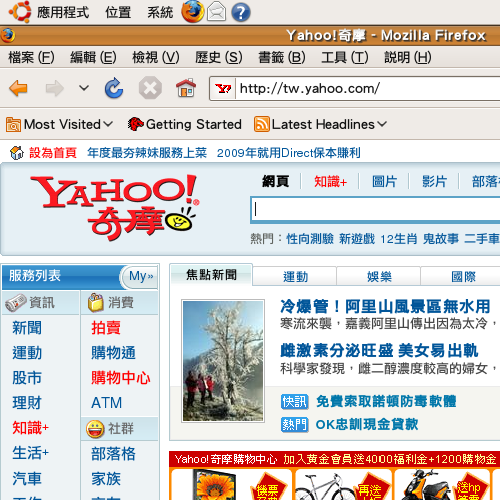 應用程式 位置 系統
Yahoo!奇摩 - Mozilla Firefox
檔案 (F) 編輯 (E) 檢視 (V) 歷史 (S) 書籤 (B) 工具 (T) 說明 (H)
http://tw.yahoo.com/
Most Visited Getting Started Latest Headlines
設為首頁 年度最夯辣妹服務上菜 2009年就用Direct保本賺利
YAHOO!
奇摩
網頁 知識+ 圖片 影片 部落
熱門：性向測驗 新遊戲 12生肖 鬼故事 二手車
服務列表 My»
資訊 消費
新聞 拍賣
運動 購物通
股市 購物中心
理財 ATM
知識+ 社群
生活+ 部落格
汽車 家族
焦點新聞 運動 娛樂 國際
冷爆管！阿里山風景區無水用
寒流來襲，嘉義阿里山傳出因為太冷，
雌激素分泌旺盛 美女易出軌
科學家發現，雌二醇濃度較高的婦女，
快訊 免費索取諾頓防毒軟體
熱門 OK忠訓現金貸款
Yahoo!奇摩購物中心 加入黃金會員送4000福利金+1200購物金
機票 再送 送hp